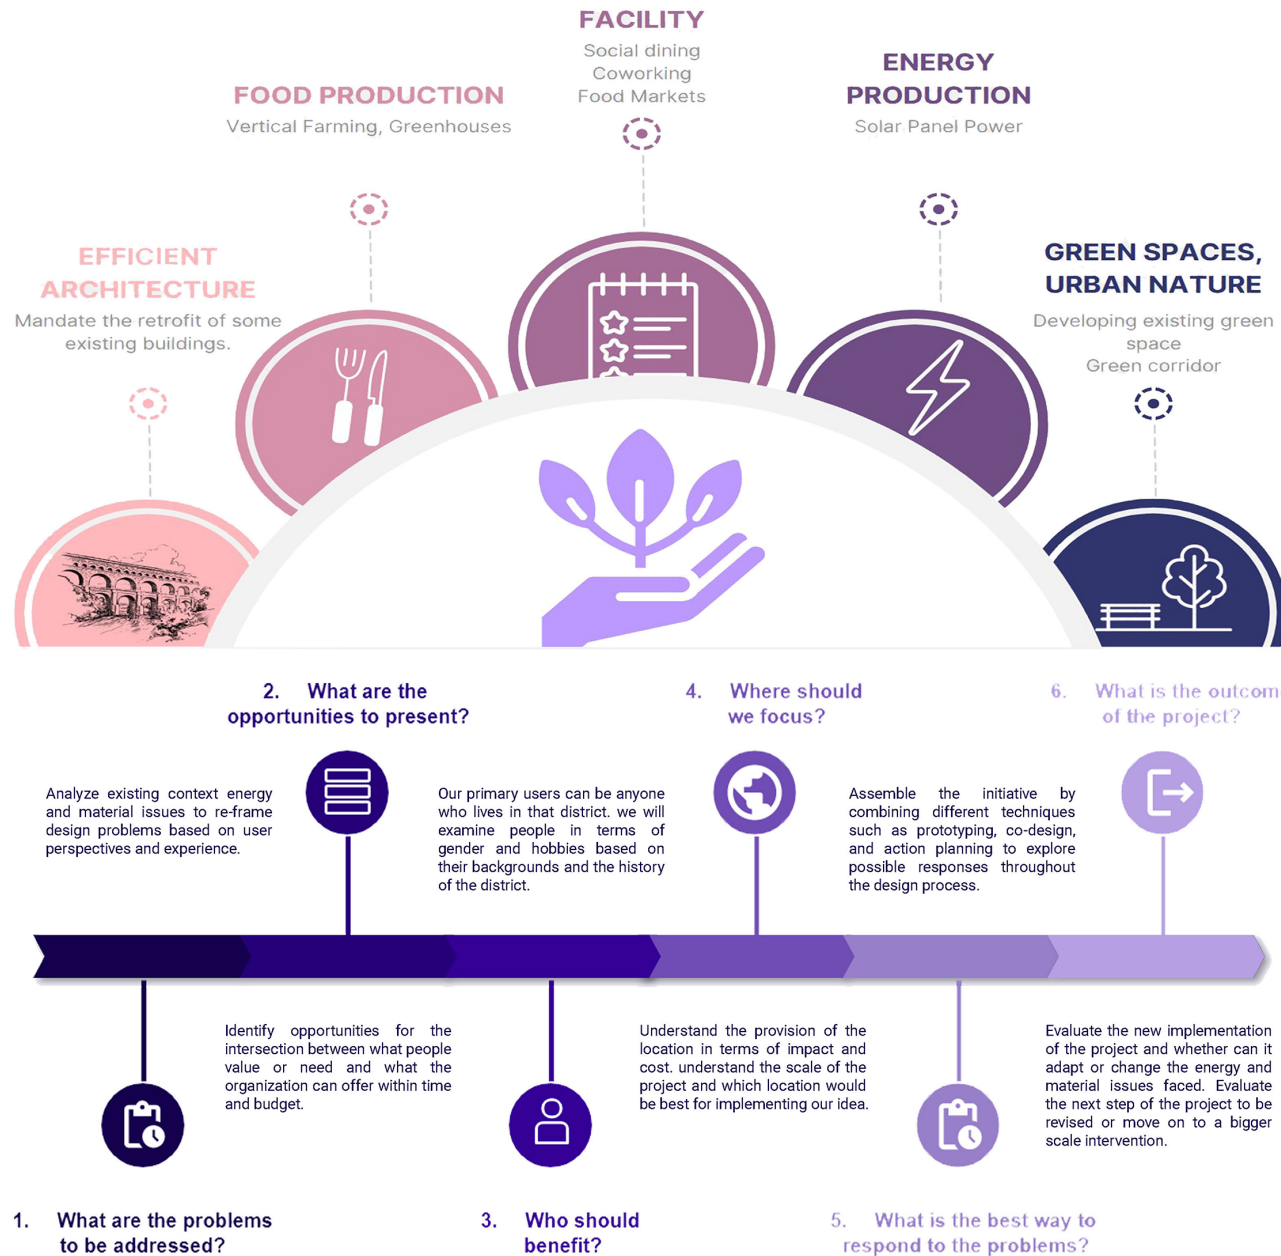 FACILITY
Social dining
Coworking
Food Markets
ENERGY
PRODUCTION
Solar Panel Power
FOOD PRODUCTION
Vertical Farming, Greenhouses
EFFICIENT
ARCHITECTURE
Mandate the retrofit of some
existing buildings.
GREEN SPACES,
URBAN NATURE
Developing existing green
space
Green corridor
2. What are the
opportunities to present?
4. Where should
we focus?
6. What is the outcom
of the project?
Analyze existing context energy
and material issues to re-frame
design problems based on user
perspectives and experience.
Our primary users can be anyone
who lives in that district. we will
examine people in terms of
gender and hobbies based on
their backgrounds and the history
of the district.
Assemble the initiative by
combining different techniques
such as prototyping, co-design,
and action planning to explore
possible responses throughout
the design process.
Identify opportunities for the
intersection between what people
value or need and what the
organization can offer within time
and budget.
Understand the provision of the
location in terms of impact and
cost. understand the scale of the
project and which location would
be best for implementing our idea.
Evaluate the new implementation
of the project and whether can it
adapt or change the energy and
material issues faced. Evaluate
the next step of the project to be
revised or move on to a bigger
scale intervention.
1. What are the problems
to be addressed?
3. Who should
benefit?
5. What is the best way to
respond to the problems?